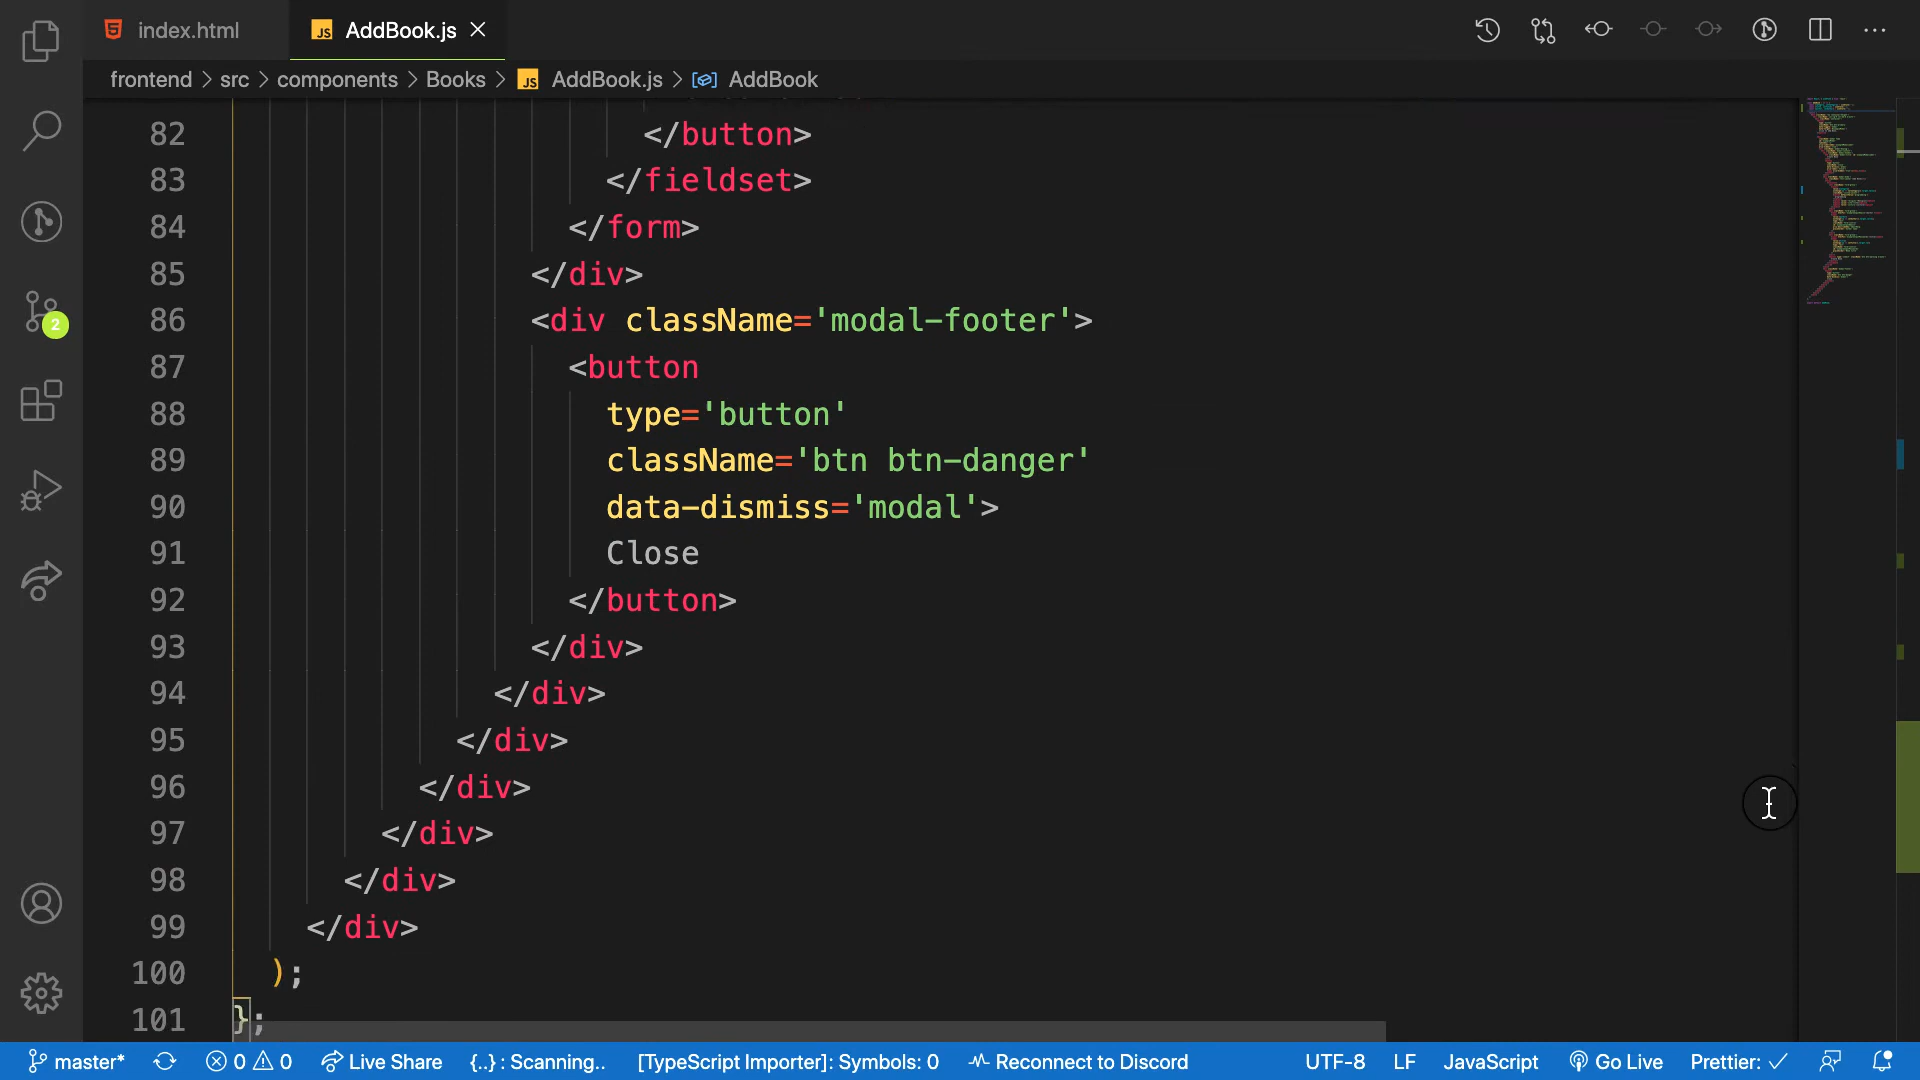 index.html
JS AddBook.js
frontend > src > components > Books > JS AddBook.js > AddBook
82 </button>
83 </fieldset>
84 </form>
85 </div>
86 <div className='modal-footer'>
87 <button
88 type='button'
89 className='btn btn-danger'
90 data-dismiss='modal'>
91 Close
92 </button>
93 </div>
94 </div>
95 </div>
96 </div>
97 </div>
98 </div>
99 </div>
100 );
101 };
2
master* 0 0 Live Share {..} : Scanning.. [TypeScript Importer]: Symbols: 0 Reconnect to Discord UTF-8 LF JavaScript Go Live Prettier: ✓